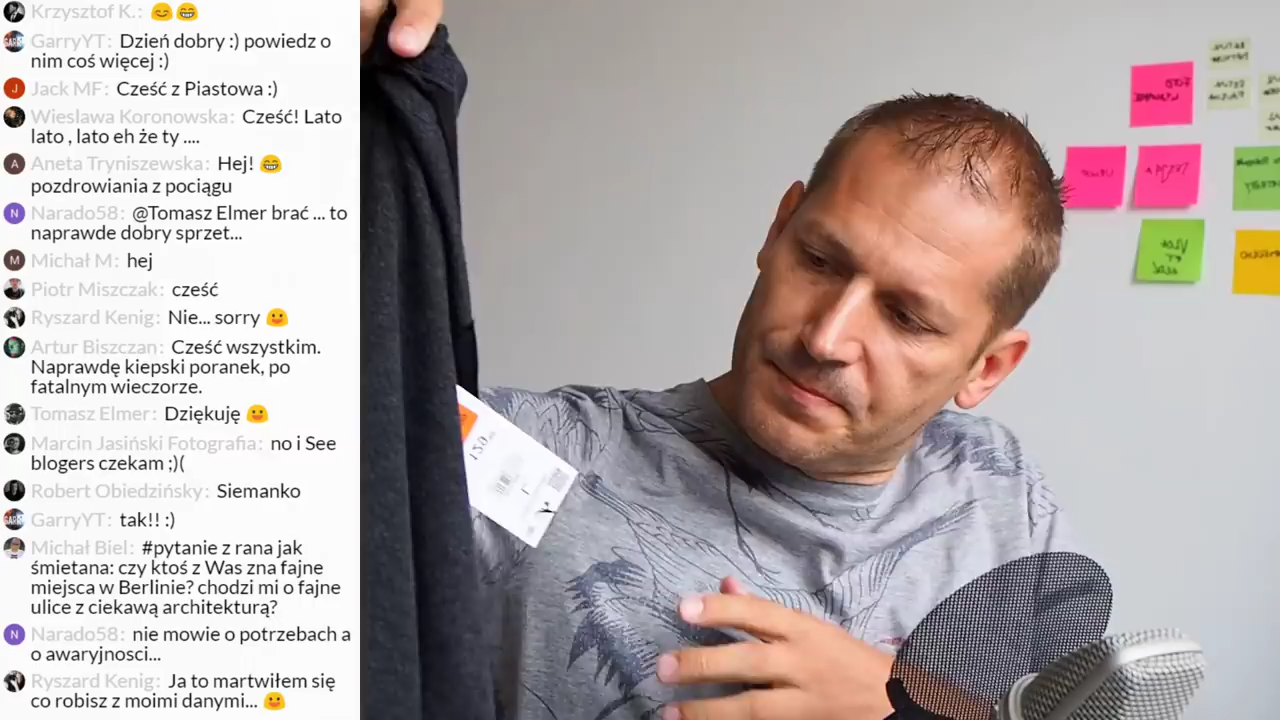 Krzysztof K.: 😊 😁
GarryYT: Dzień dobry :) powiedz o
nim coś więcej :)
Jack MF: Cześć z Piastowa :)
Wieslawa Koronowska: Cześć! Lato
lato , lato eh że ty ....
Aneta Tryniszewska: Hej! 😁
pozdrowiania z pociągu
Narado58: @Tomasz Elmer brać ... to
naprawde dobry sprzet...
Michał M: hej
Piotr Miszczak: cześć
Ryszard Kenig: Nie... sorry 😃
Artur Biszczan: Cześć wszystkim.
Naprawdę kiepski poranek, po
fatalnym wieczorze.
Tomasz Elmer: Dziękuję 😃
Marcin Jasiński Fotografia: no i See
blogers czekam ;)(
Robert Obiedzińsky: Siemanko
GarryYT: tak!! :)
Michał Biel: #pytanie z rana jak
śmietana: czy ktoś z Was zna fajne
miejsca w Berlinie? chodzi mi o fajne
ulice z ciekawą architekturą?
Narado58: nie mowie o potrzebach a
o awaryjnosci...
Ryszard Kenig: Ja to martwiłem się
co robisz z moimi danymi... 😃